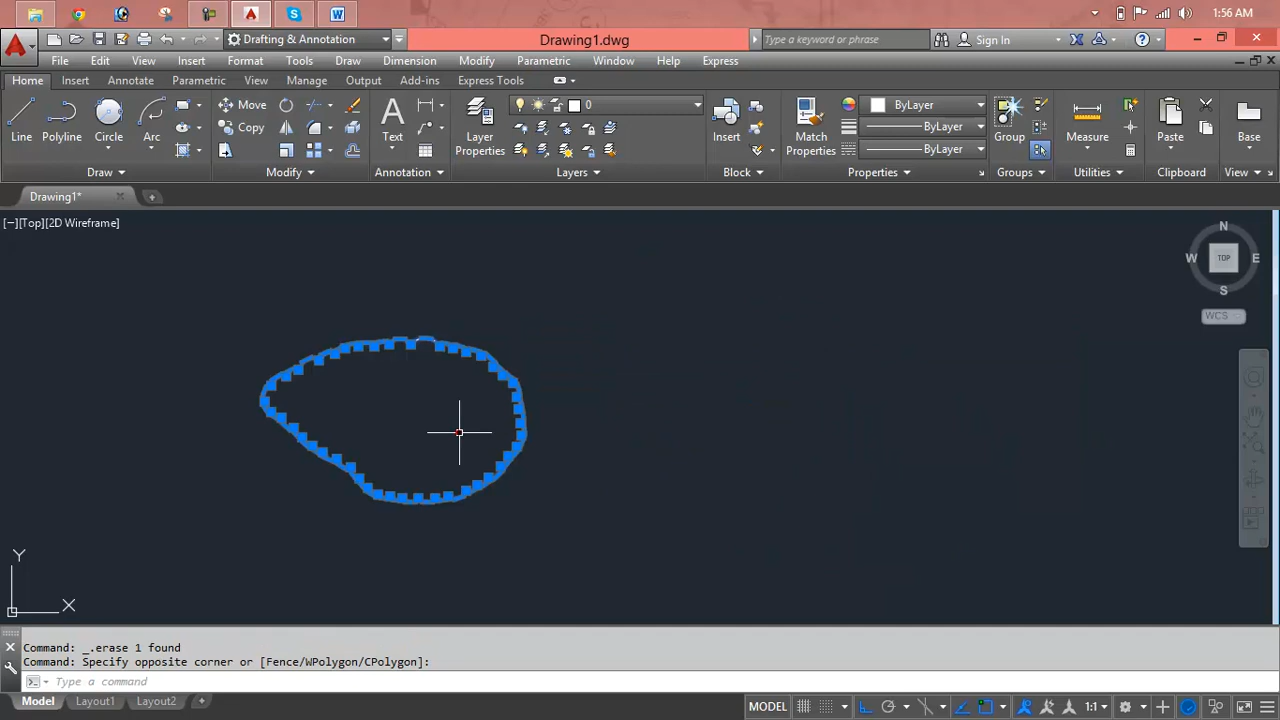 1:56 AM
Drafting & Annotation
Drawing1.dwg
Type a keyword or phrase
Sign In
File Edit View Insert Format Tools Draw Dimension Modify Parametric Window Help Express
Home Insert Annotate Parametric View Manage Output Add-ins Express Tools
Move
0
ByLayer
Line Polyline Circle Arc
Copy
Text
Layer Properties
Insert
Match Properties
ByLayer
Group
Measure
Paste
Base
ByLayer
Draw Modify Annotation Layers Block Properties Groups Utilities Clipboard View
Drawing1*
[−][Top][2D Wireframe]
N
W TOP E
S
WCS
Y
X
Command: _.erase 1 found
Command: Specify opposite corner or [Fence/WPolygon/CPolygon]:
Type a command
Model Layout1 Layout2 +
MODEL
1:1